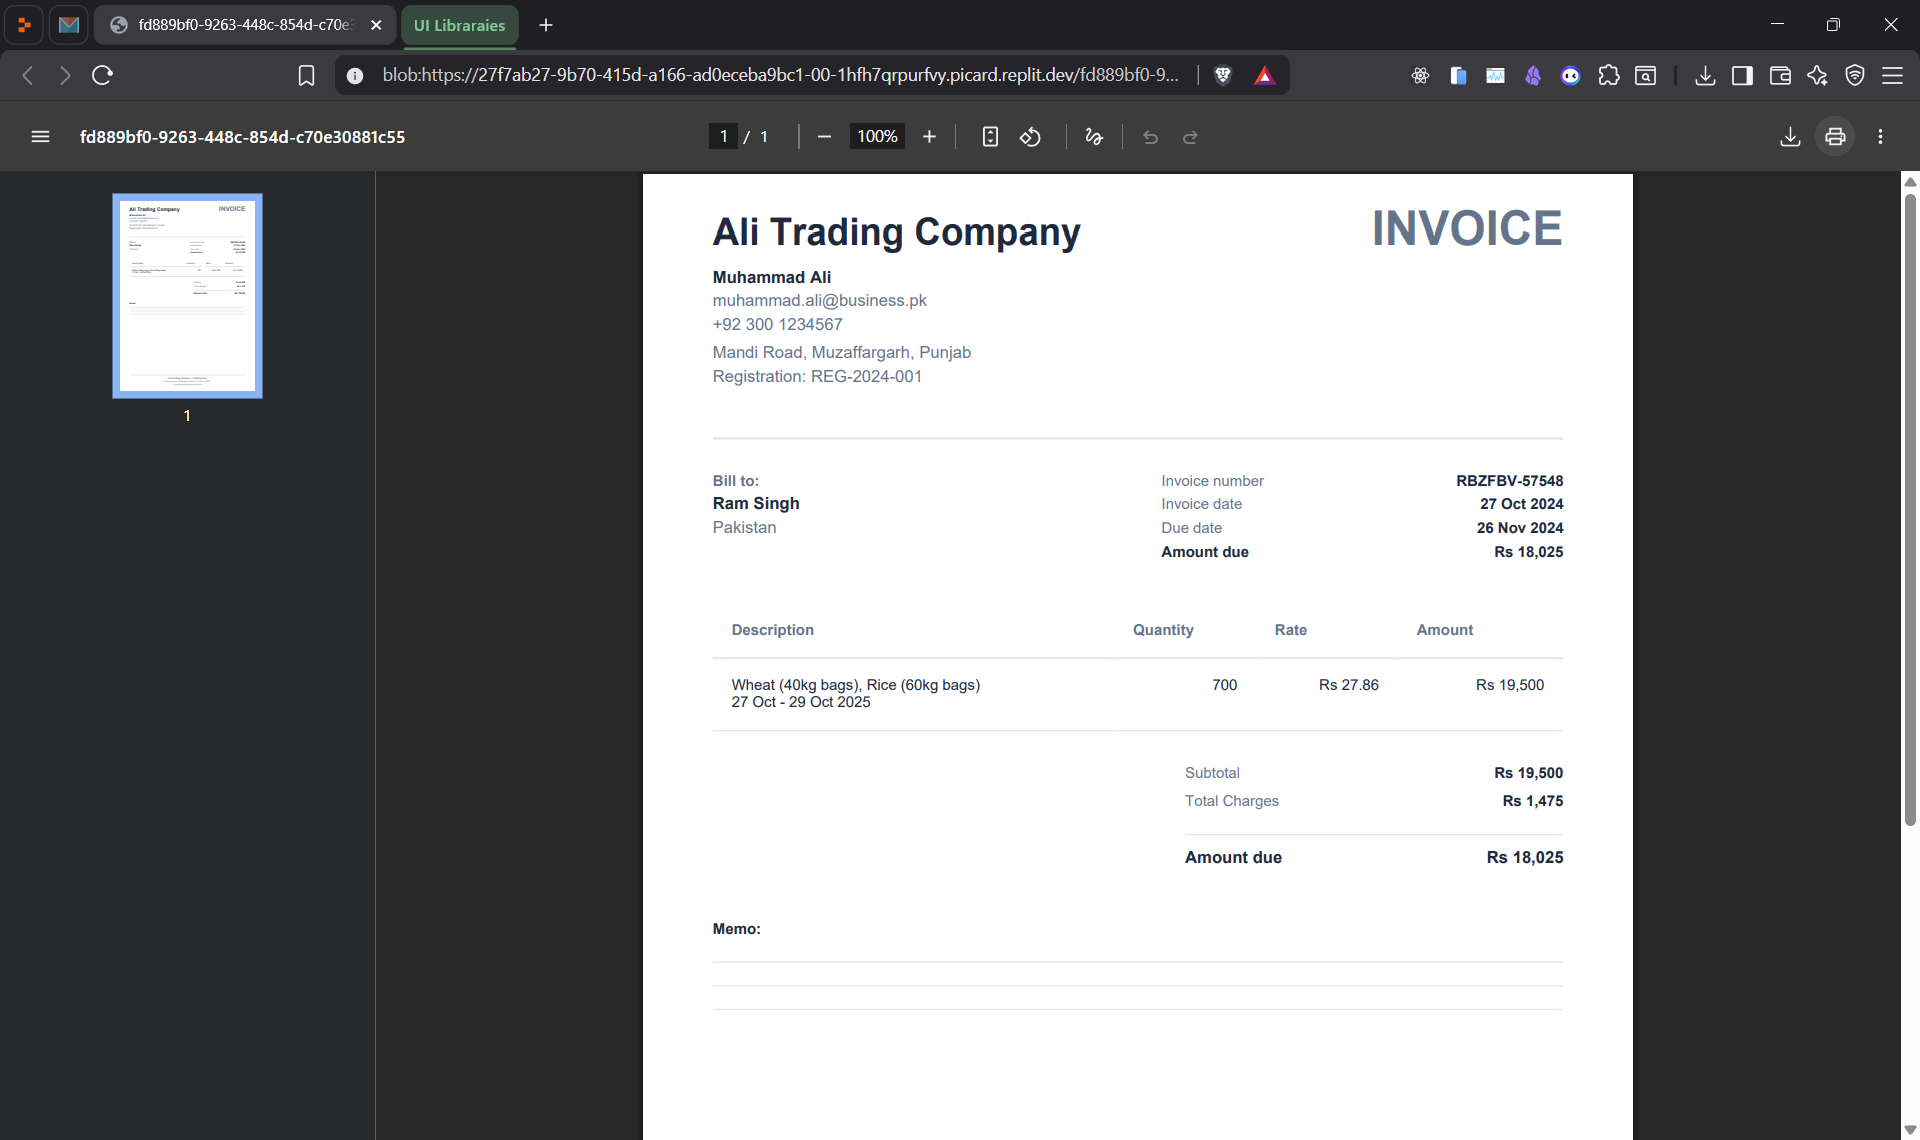 fd889bf0-9263-448c-854d-c70e3
UI Libraraies
blob:https://27f7ab27-9b70-415d-a166-ad0eceba9bc1-00-1hfh7qrpurfvy.picard.replit.dev/fd889bf0-9...
fd889bf0-9263-448c-854d-c70e30881c55
1 / 1
100%
1
Ali Trading Company
INVOICE
Muhammad Ali
muhammad.ali@business.pk
+92 300 1234567
Mandi Road, Muzaffargarh, Punjab
Registration: REG-2024-001
Bill to:
Ram Singh
Pakistan
Invoice number RBZFBV-57548
Invoice date 27 Oct 2024
Due date 26 Nov 2024
Amount due Rs 18,025
Description Quantity Rate Amount
Wheat (40kg bags), Rice (60kg bags) 700 Rs 27.86 Rs 19,500
27 Oct - 29 Oct 2025
Subtotal Rs 19,500
Total Charges Rs 1,475
Amount due Rs 18,025
Memo: